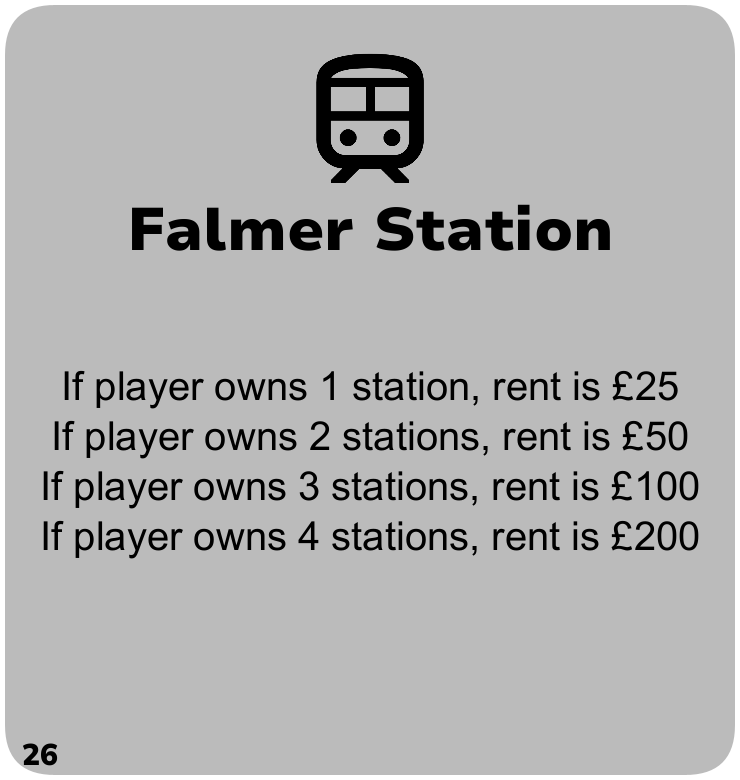 Falmer Station
If player owns 1 station, rent is £25
If player owns 2 stations, rent is £50
If player owns 3 stations, rent is £100
If player owns 4 stations, rent is £200
26